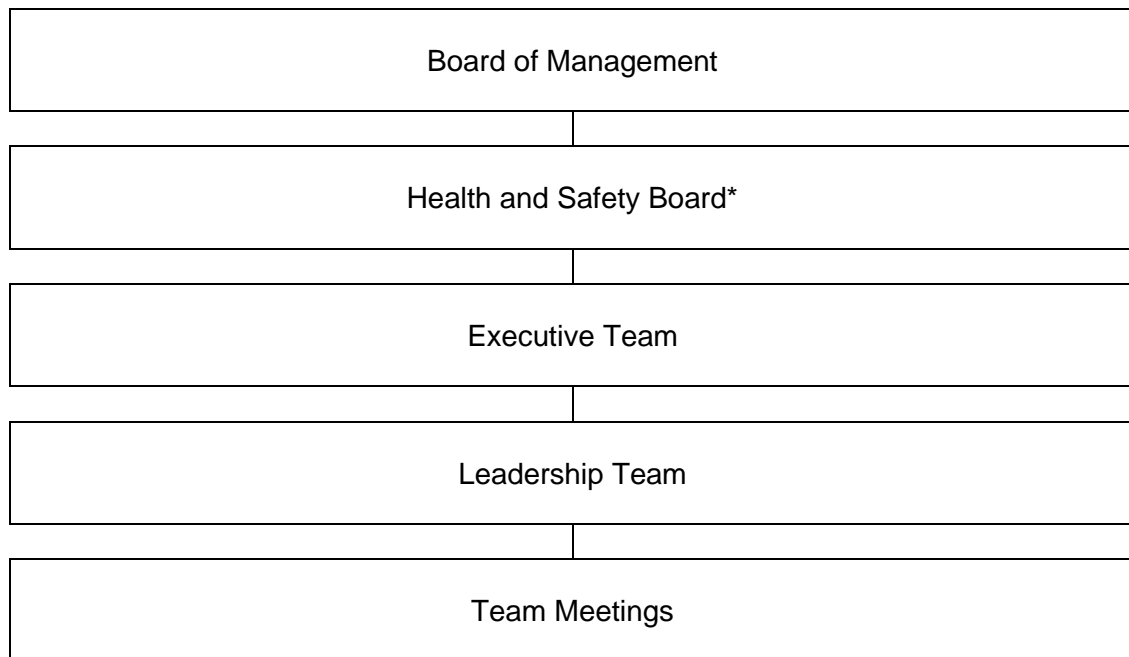 Board of Management
Health and Safety Board*
Executive Team
Leadership Team
Team Meetings